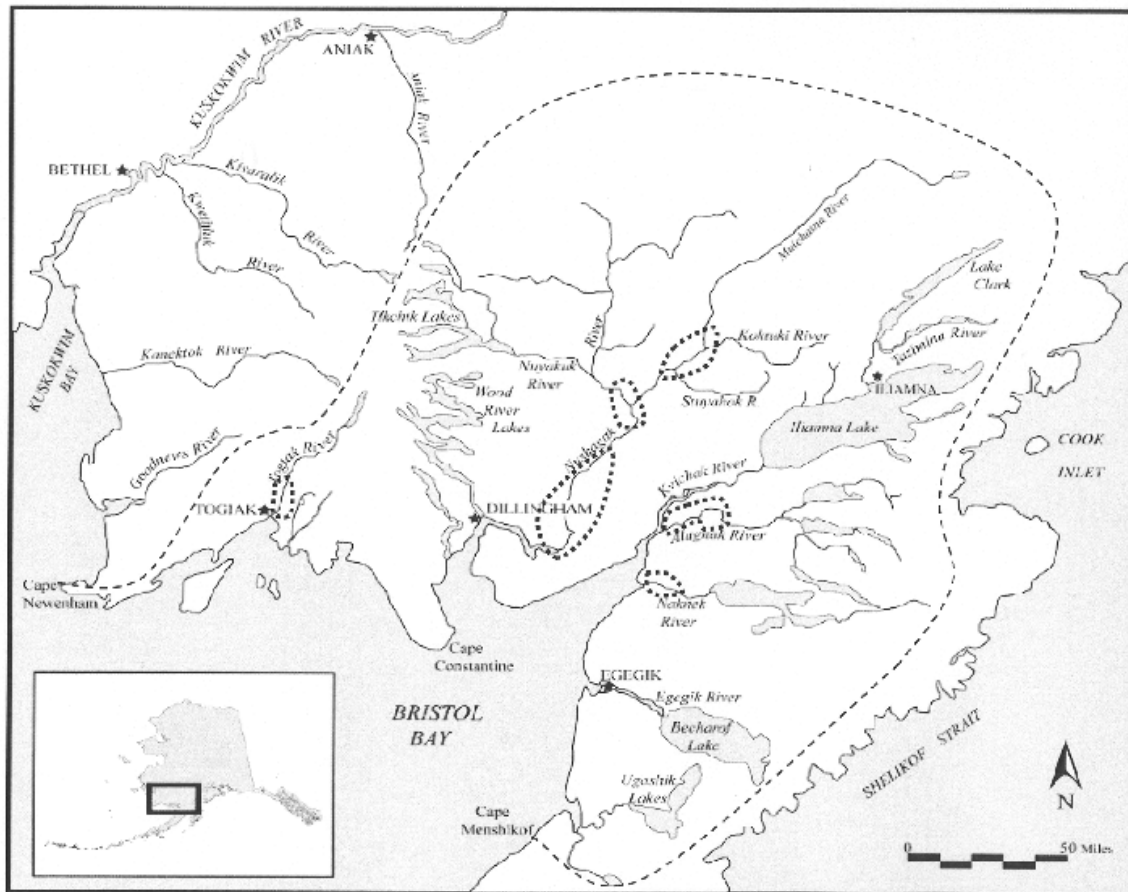 KUSKOKWIM RIVER
ANIAK
Aniak River
BETHEL
Kisaralik
River
Kwethluk
River
Mulchatna River
Lake
Clark
Tikchik Lakes
River
Koktuli River
Tazimina River
Kanektok River
Nuyakuk
River
KUSKOKWIM
BAY
Wood
River
Lakes
Stuyahok R
ILIAMNA
Iliamna Lake
COOK
INLET
Goodnews River
Togiak River
Nushagak
Kvichak River
TOGIAK
DILLINGHAM
Alagnak River
Cape
Newenham
Naknek
River
Cape
Constantine
EGEGIK
Egegik River
BRISTOL
BAY
Becharof
Lake
SHELIKOF STRAIT
Ugashik
Lakes
Cape
Menshikof
N
0
50 Miles